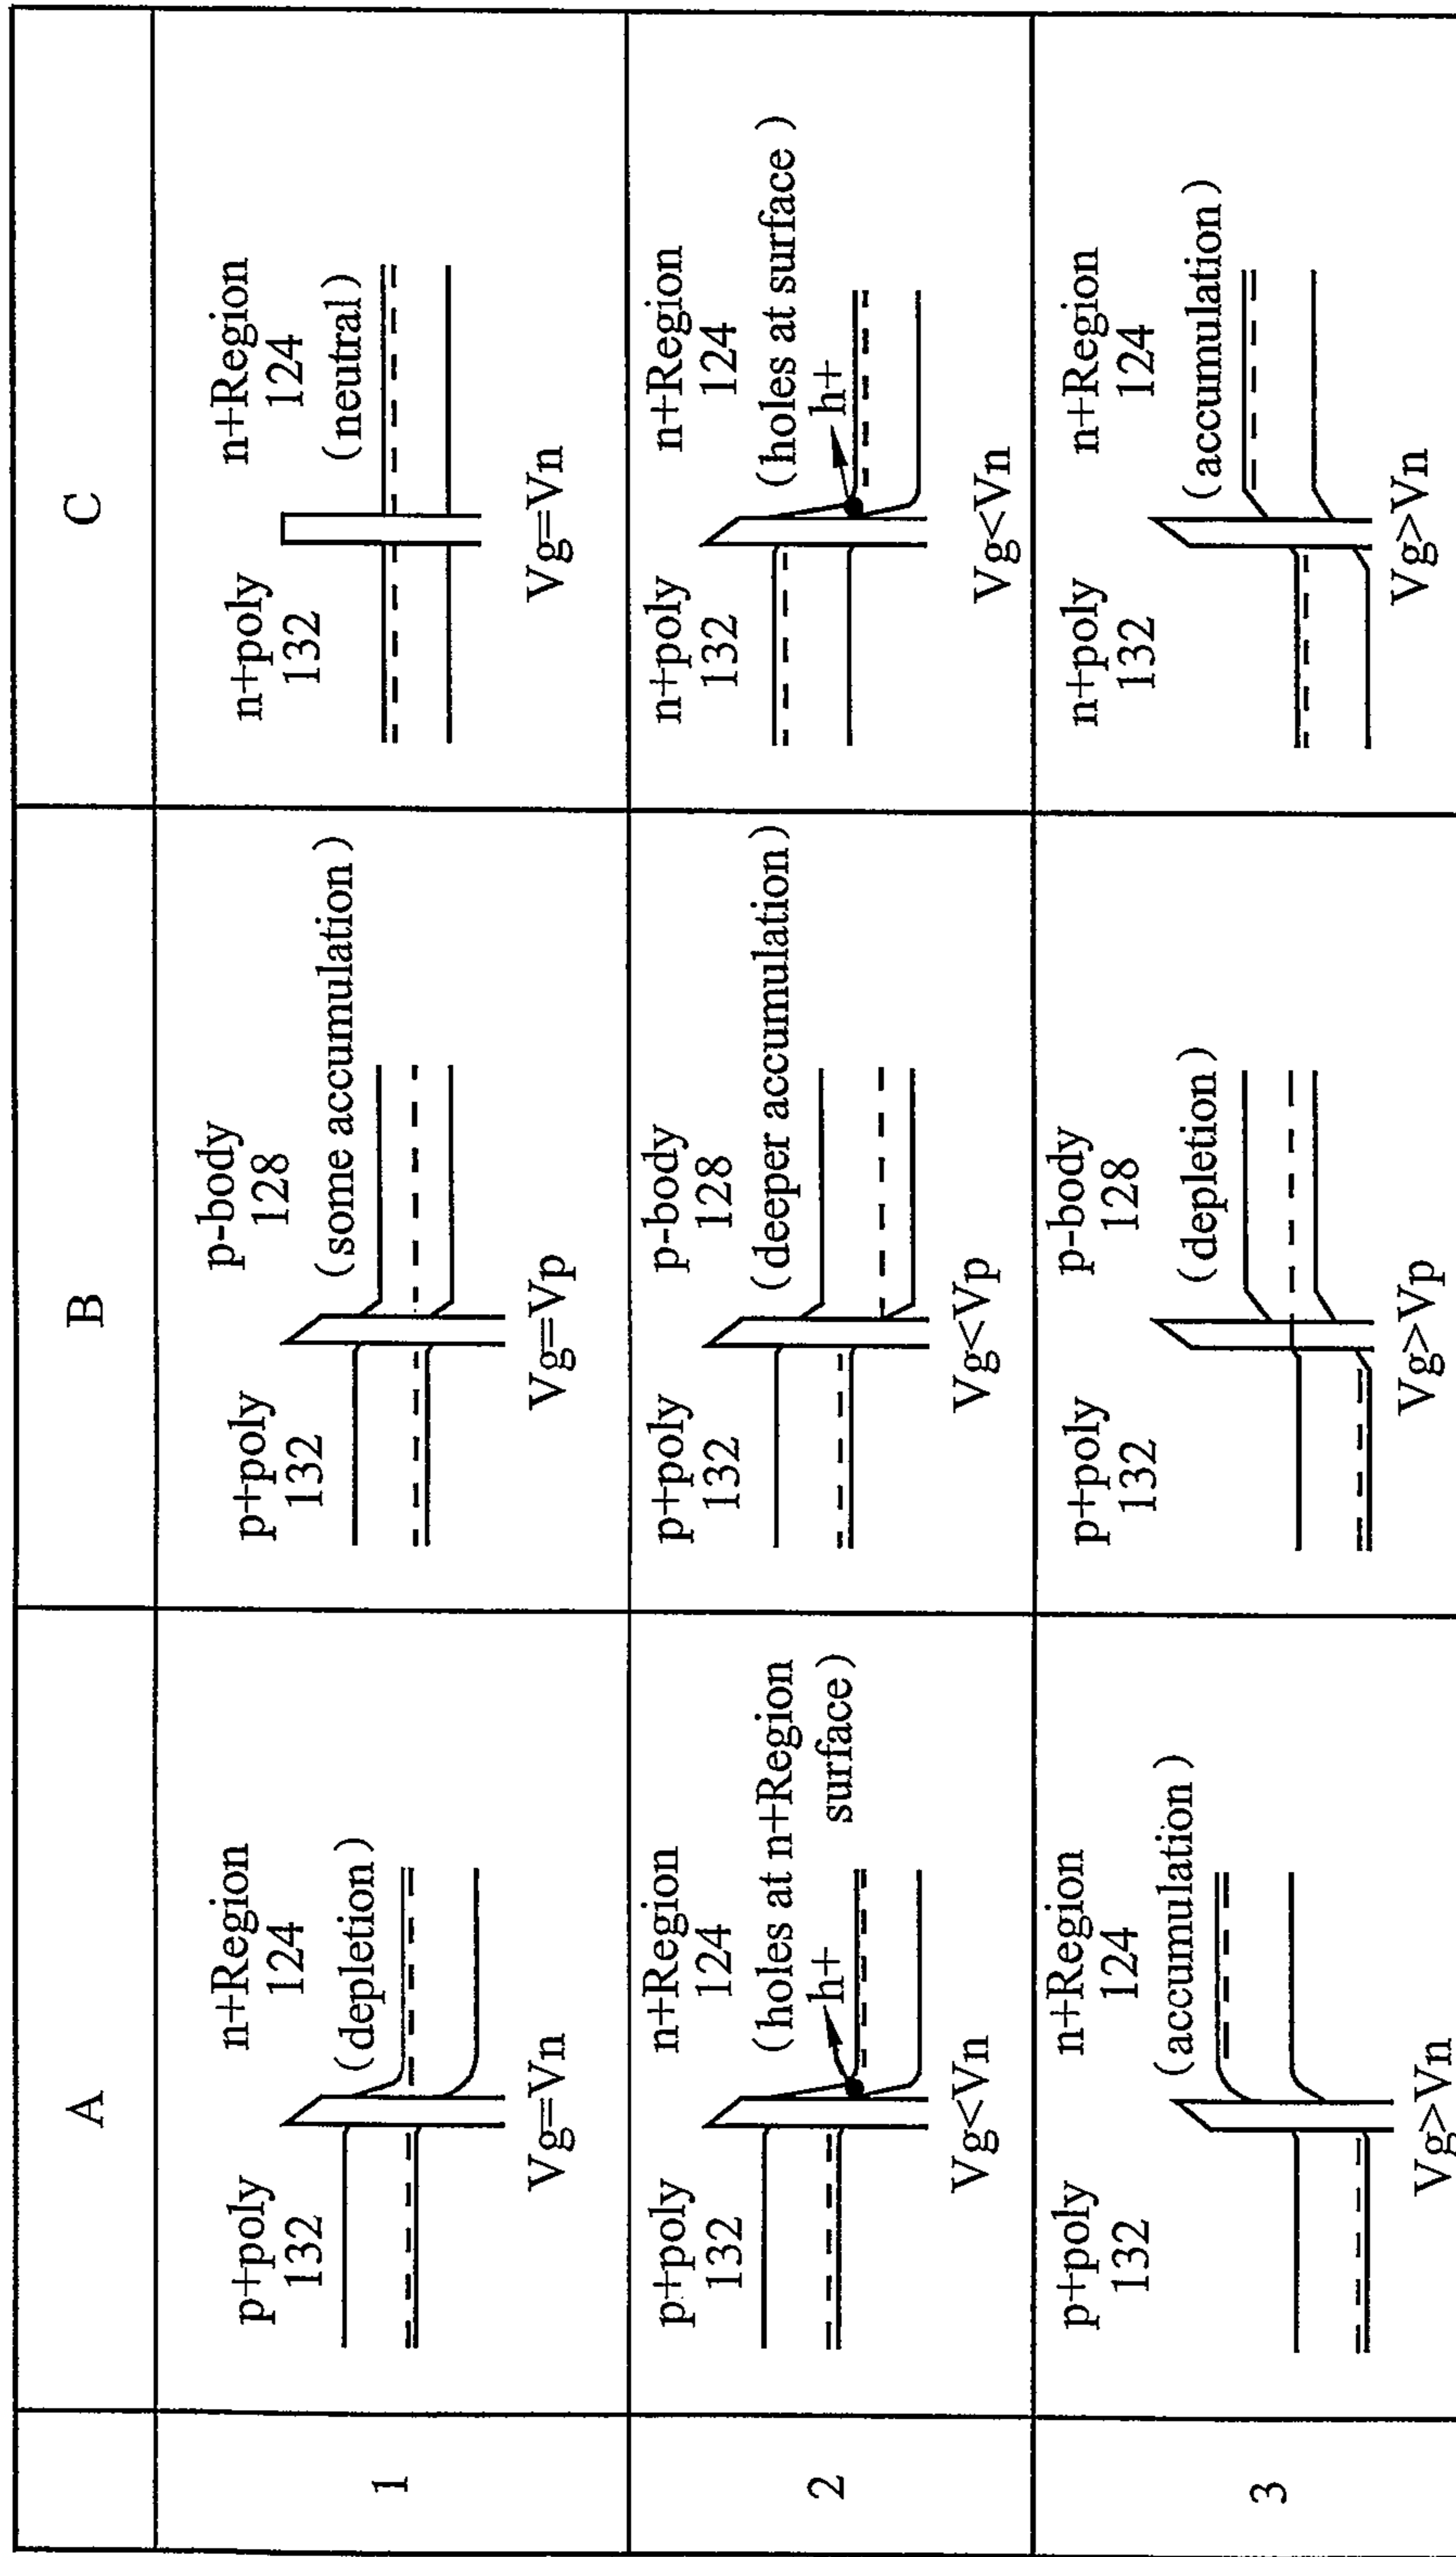 A
B
C
1
p+poly
132
n+Region
124
(depletion)
Vg=Vn
p+poly
132
p-body
128
(some accumulation)
Vg=Vp
n+poly
132
n+Region
124
(neutral)
Vg=Vn
2
p+poly
132
n+Region
124
(holes at n+Region
surface)
h+
Vg<Vn
p+poly
132
p-body
128
(deeper accumulation)
Vg<Vp
n+poly
132
n+Region
124
(holes at surface)
h+
Vg<Vn
3
p+poly
132
n+Region
124
(accumulation)
Vg>Vn
p+poly
132
p-body
128
(depletion)
Vg>Vp
n+poly
132
n+Region
124
(accumulation)
Vg>Vn